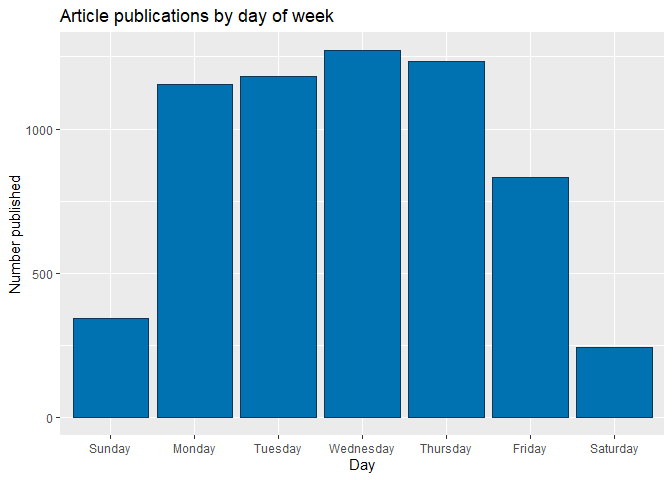 Article publications by day of week
Number published
1000
500
0
Sunday Monday Tuesday Wednesday Thursday Friday Saturday
Day